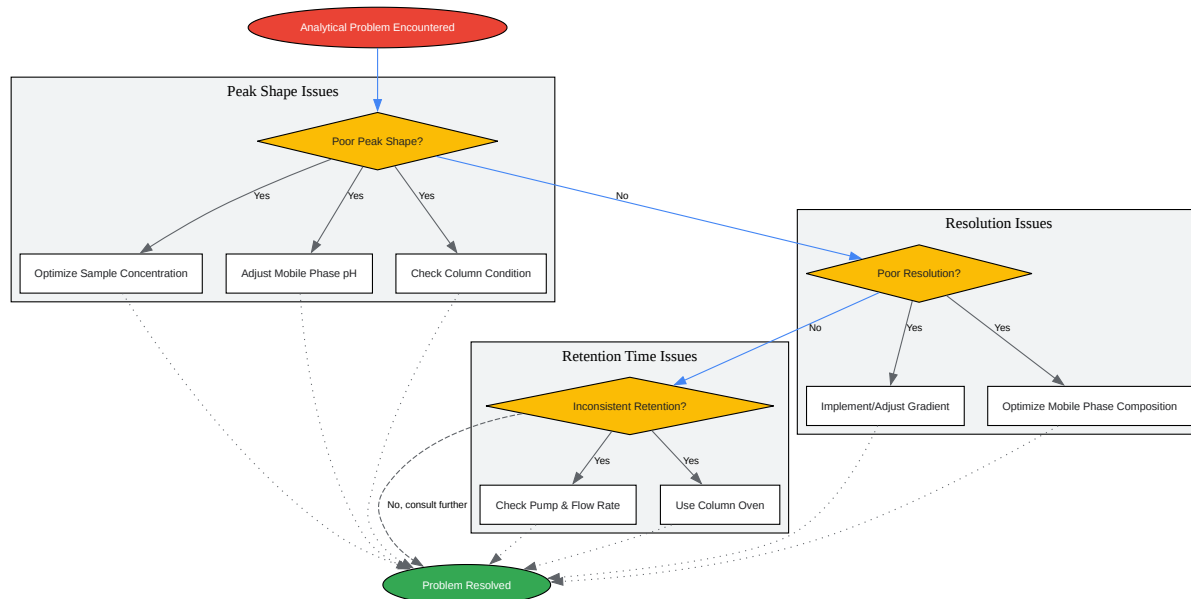 Analytical Problem Encountered
Peak Shape Issues
Poor Peak Shape?
Yes
Yes
Yes
No
Optimize Sample Concentration
Adjust Mobile Phase pH
Check Column Condition
Resolution Issues
Poor Resolution?
No
Yes
Yes
Implement/Adjust Gradient
Optimize Mobile Phase Composition
Retention Time Issues
Inconsistent Retention?
Yes
Yes
No, consult further
Check Pump & Flow Rate
Use Column Oven
Problem Resolved